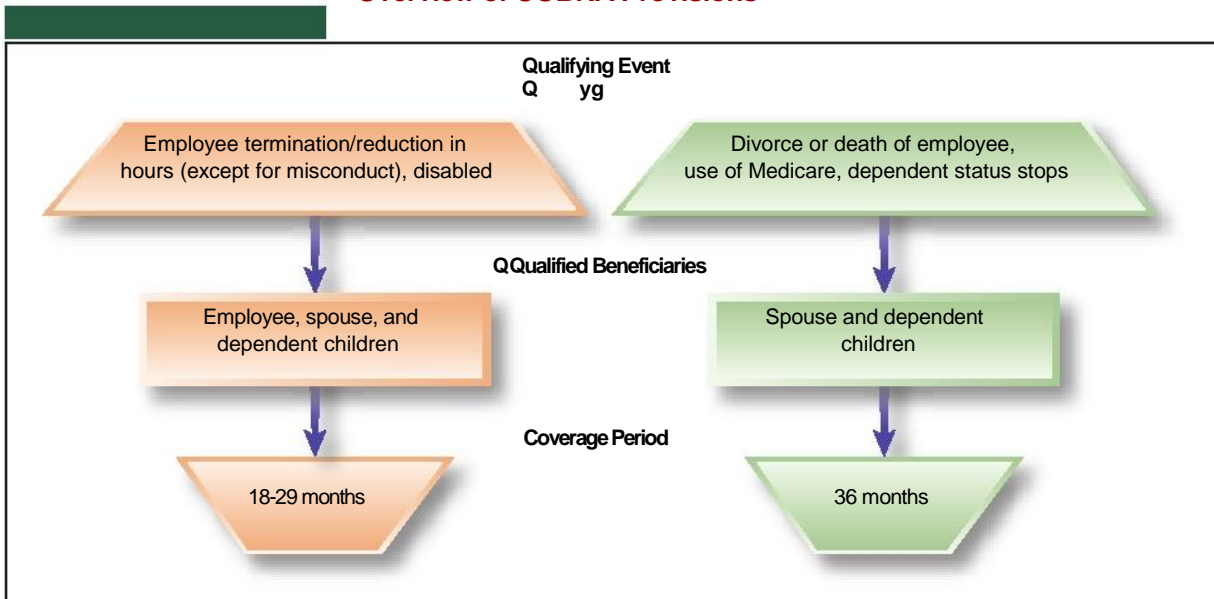 Qualifying Event
Q yg
Employee termination/reduction in
hours (except for misconduct), disabled
Divorce or death of employee,
use of Medicare, dependent status stops
QQualified Beneficiaries
Employee, spouse, and
dependent children
Spouse and dependent
children
Coverage Period
18-29 months
36 months